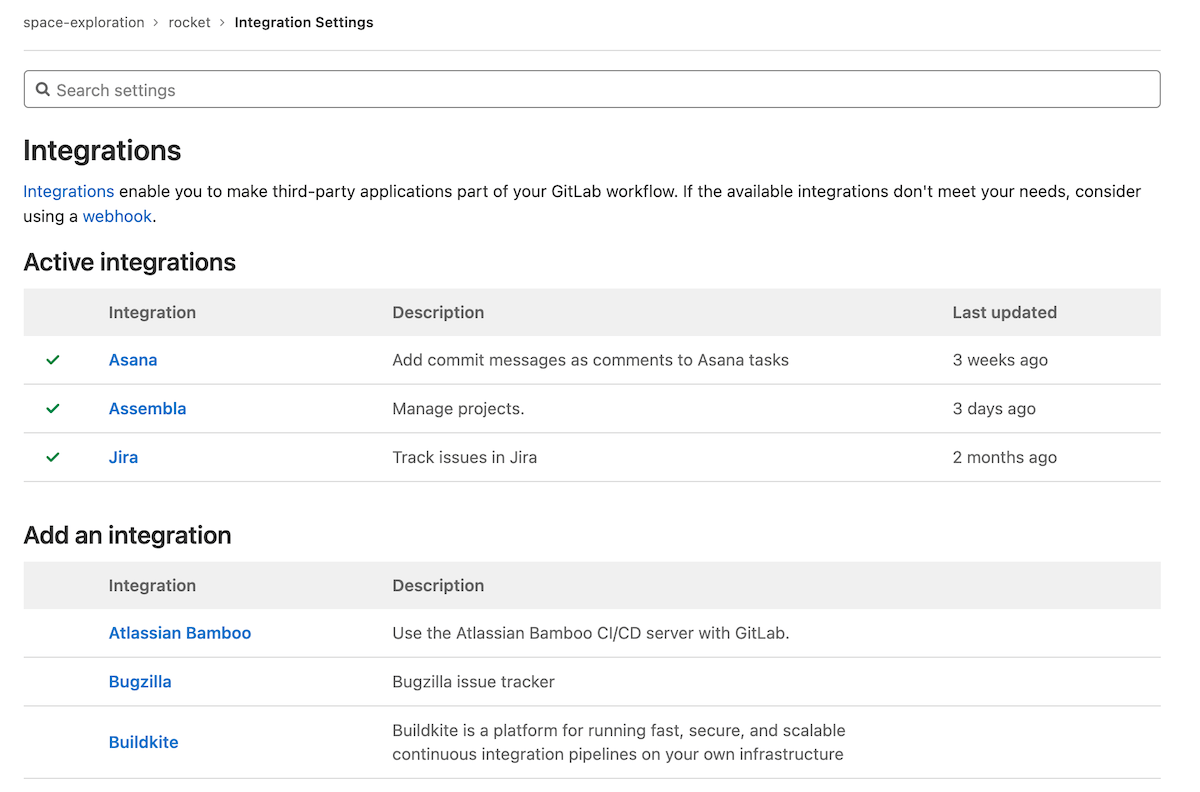 space-exploration > rocket > Integration Settings
Search settings
Integrations
Integrations enable you to make third-party applications part of your GitLab workflow. If the available integrations don't meet your needs, consider
using a webhook.
Active integrations
Integration Description Last updated
Asana Add commit messages as comments to Asana tasks 3 weeks ago
Assembla Manage projects. 3 days ago
Jira Track issues in Jira 2 months ago
Add an integration
Integration Description
Atlassian Bamboo Use the Atlassian Bamboo CI/CD server with GitLab.
Bugzilla Bugzilla issue tracker
Buildkite Buildkite is a platform for running fast, secure, and scalable
continuous integration pipelines on your own infrastructure